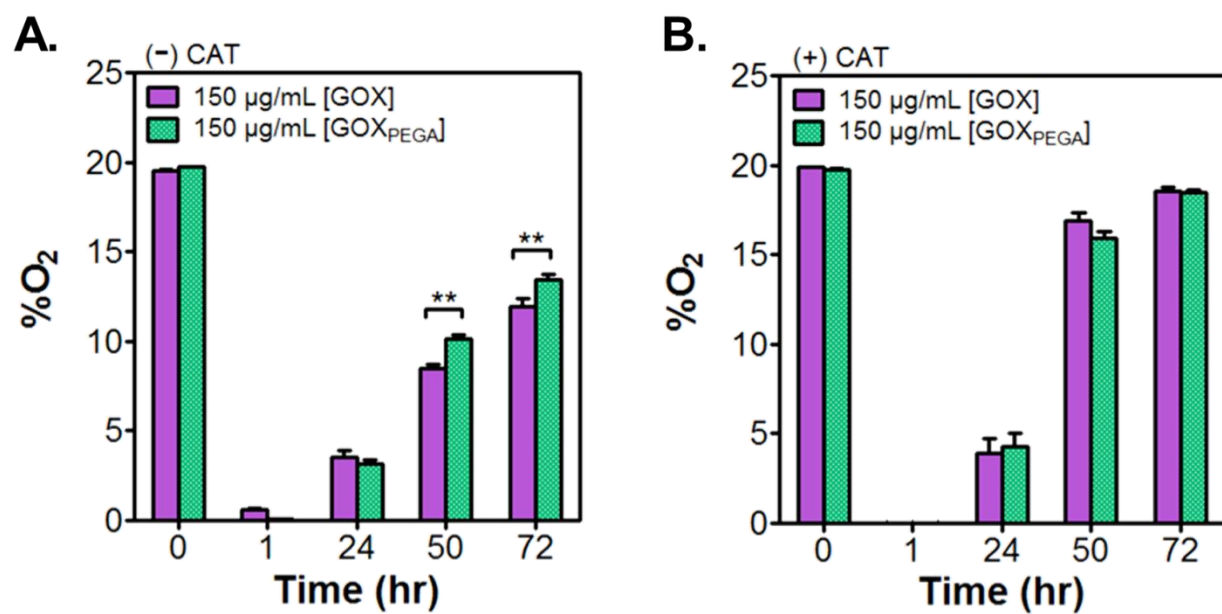 A.
(−) CAT
150 µg/mL [GOX]
150 µg/mL [GOX_PEGA]
%O₂
25
20
15
10
5
0
**
**
0 1 24 50 72
Time (hr)
B.
(+) CAT
150 µg/mL [GOX]
150 µg/mL [GOX_PEGA]
%O₂
25
20
15
10
5
0
0 1 24 50 72
Time (hr)